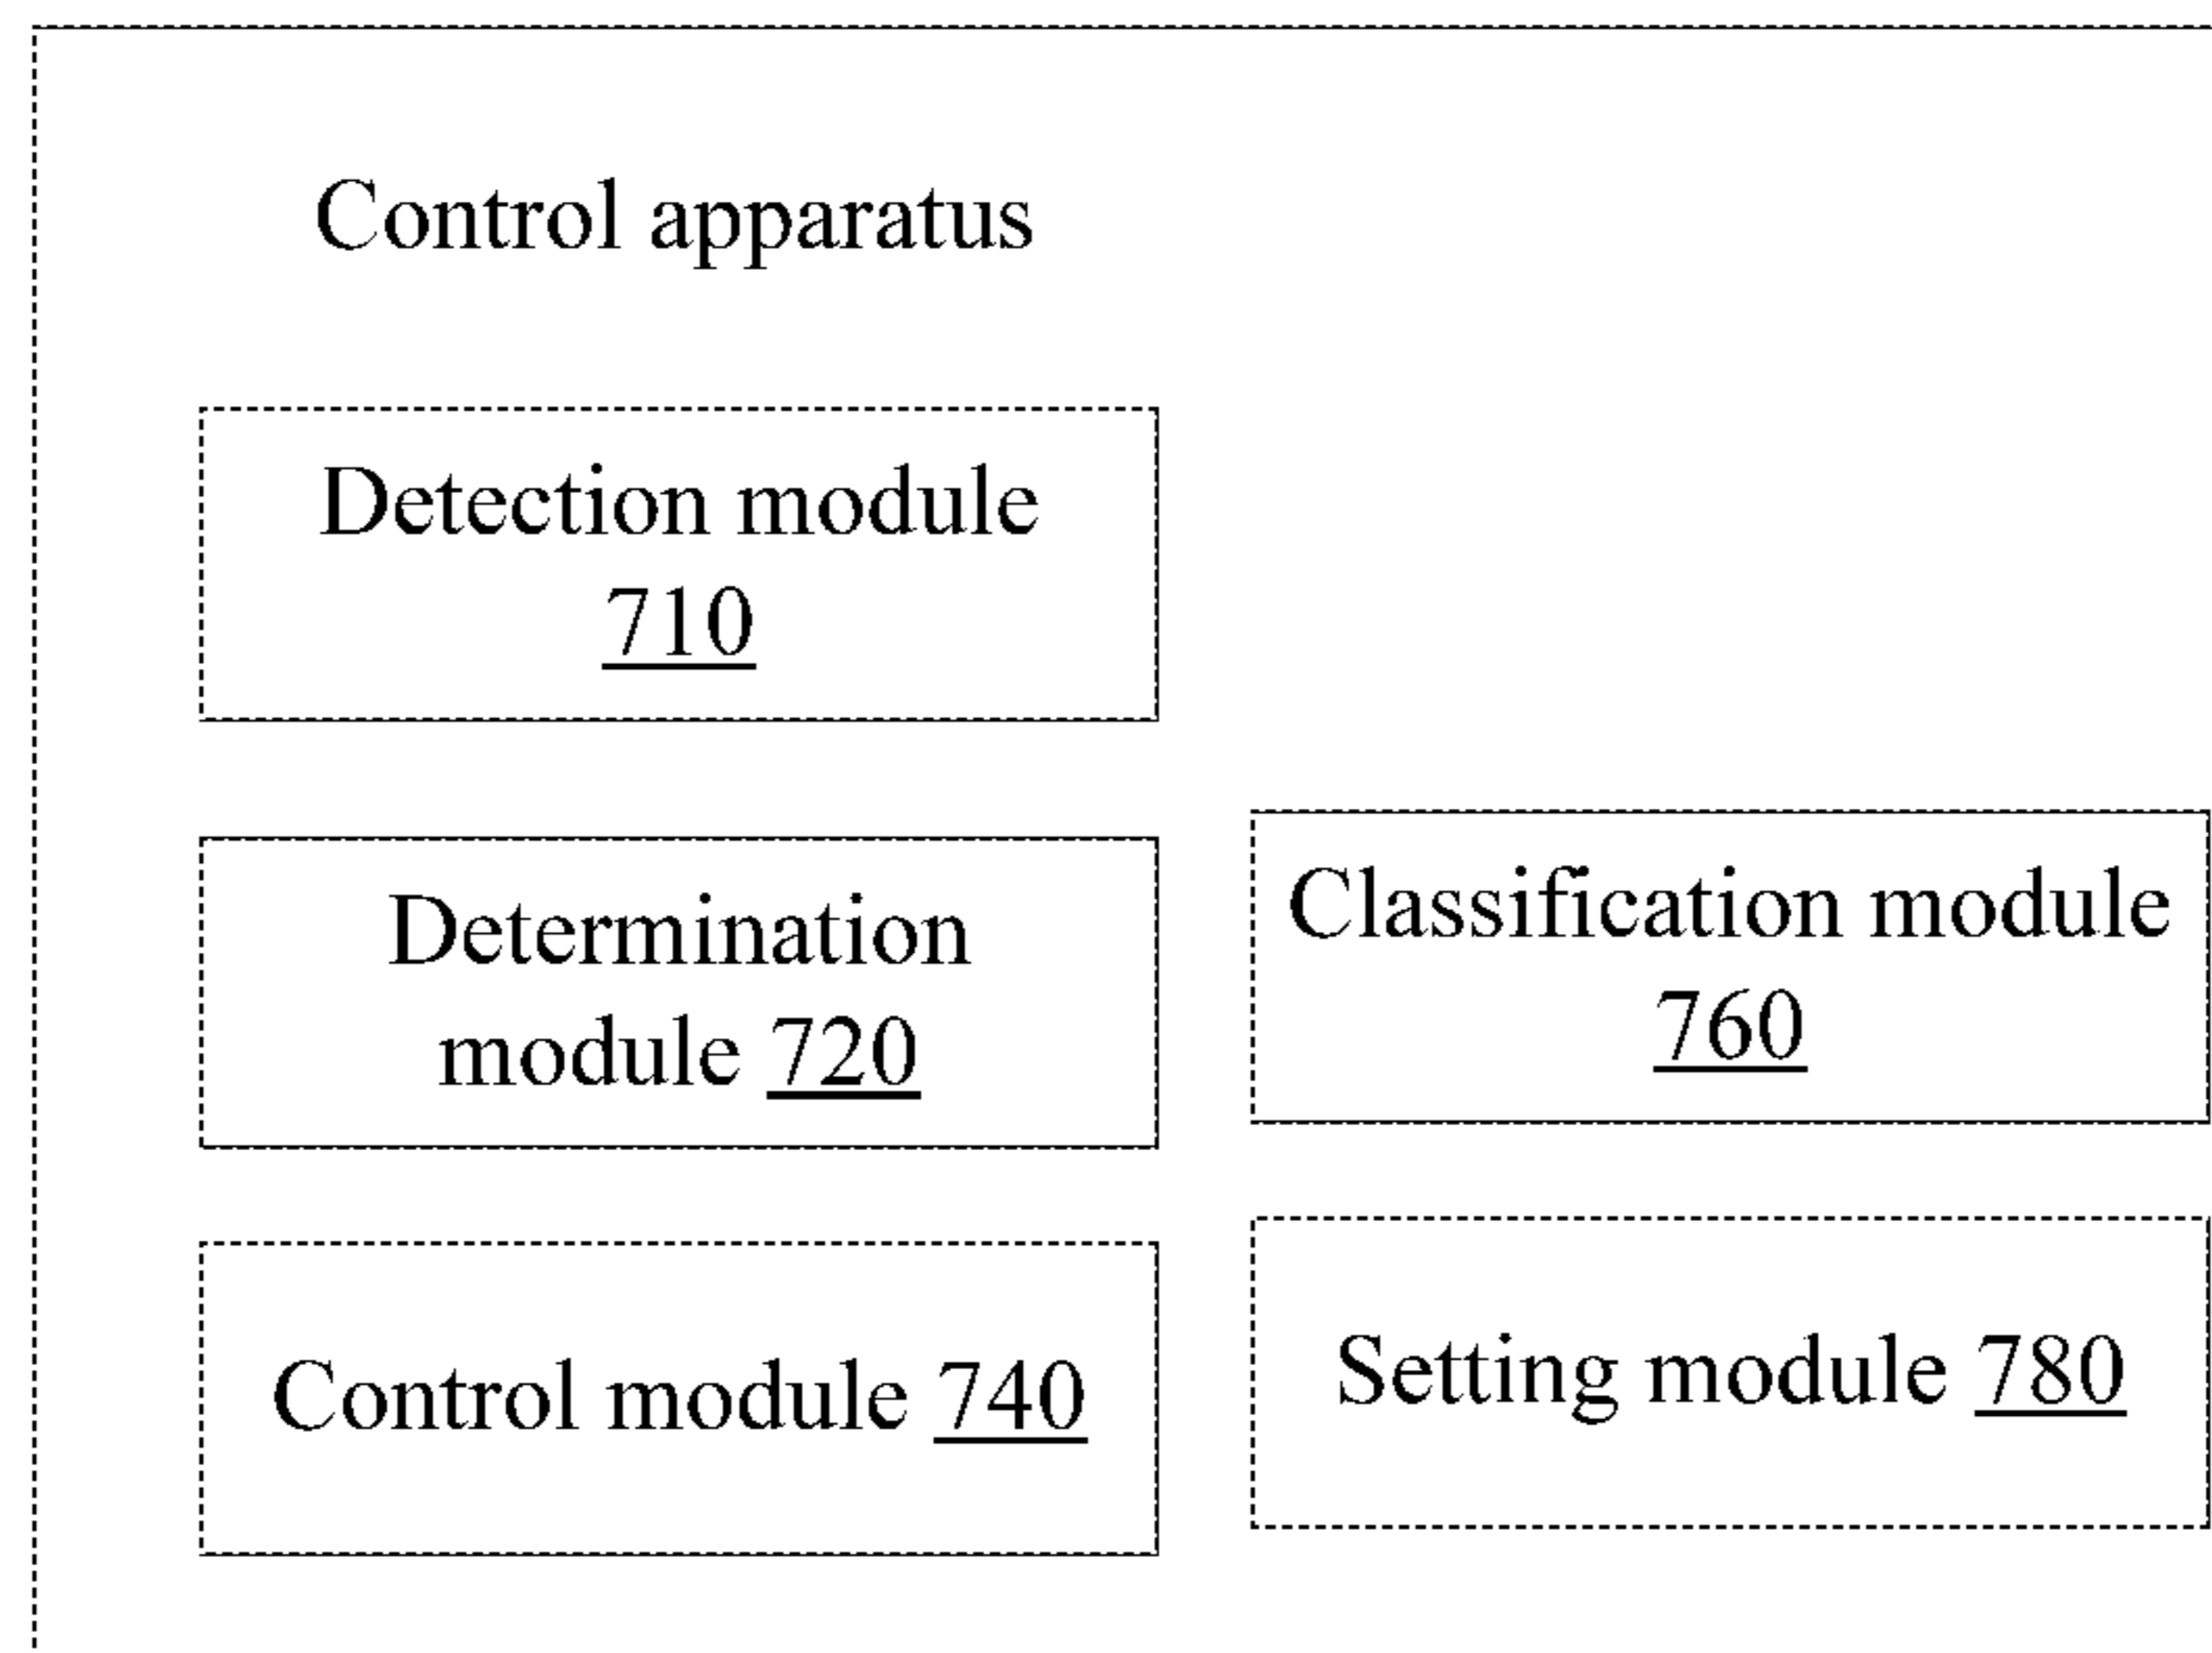 Control apparatus
Detection module
710
Determination
module 720
Control module 740
Classification module
760
Setting module 780